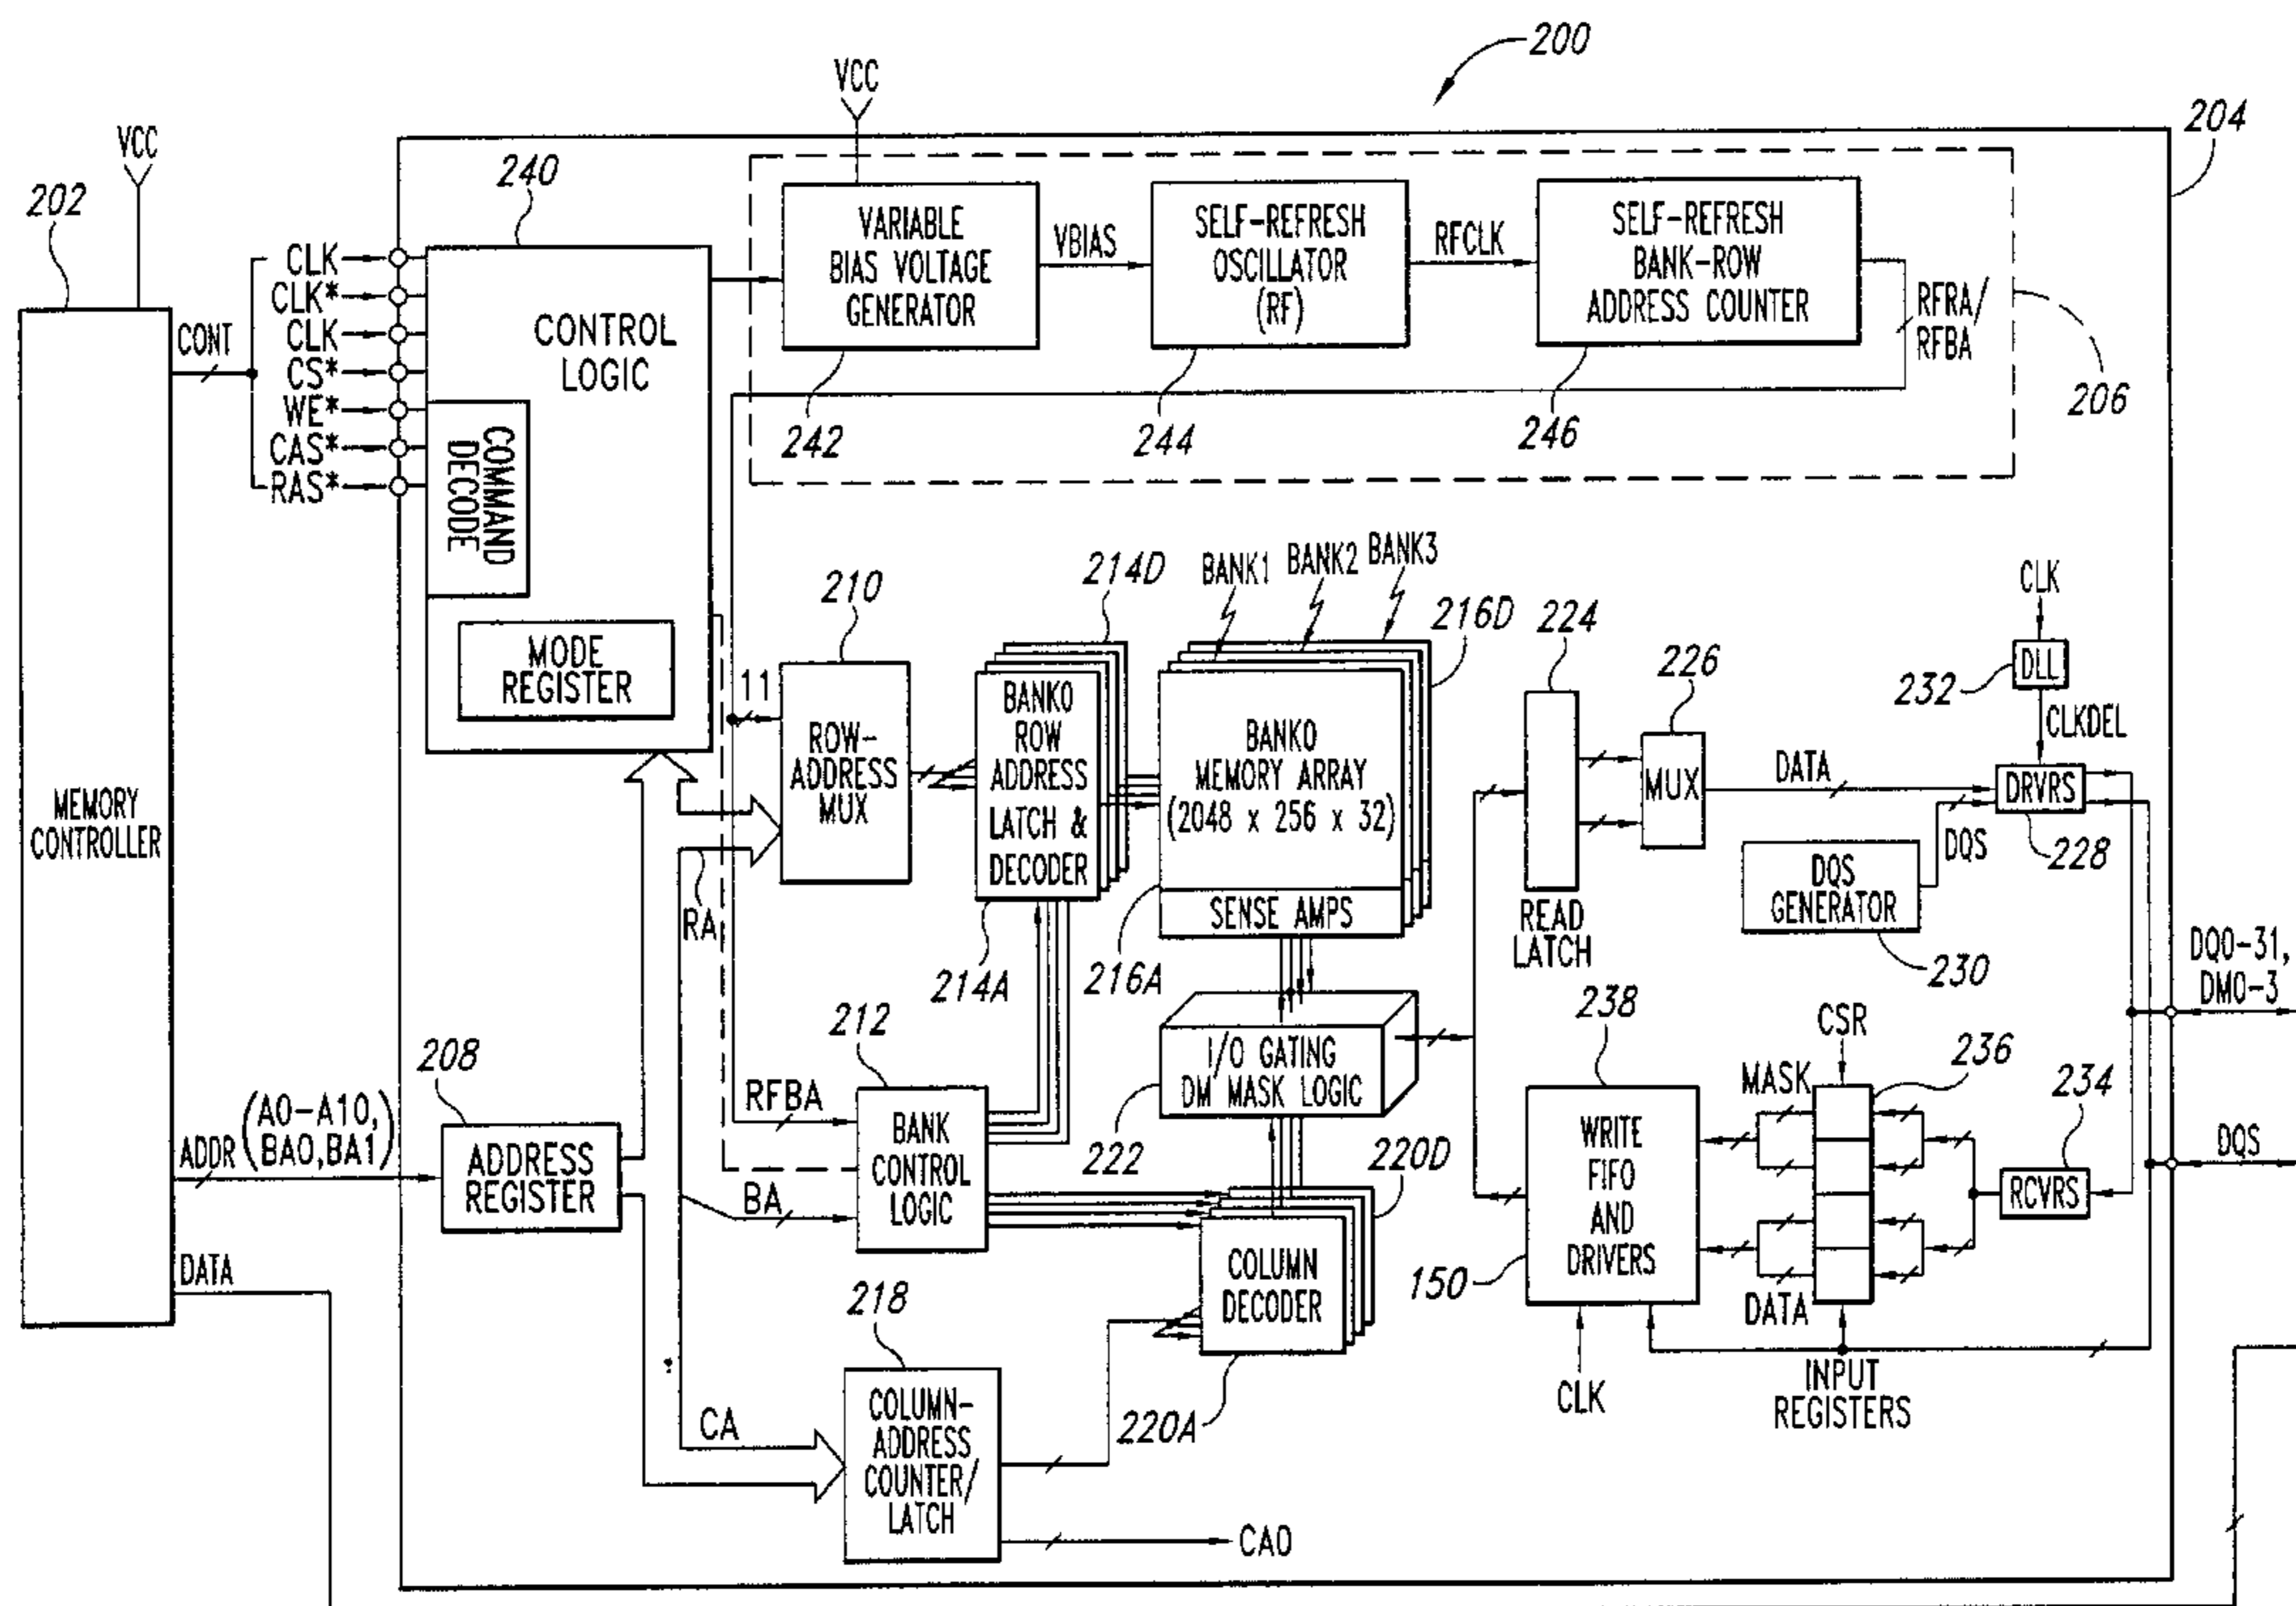 200
VCC
VCC
204
202
240
VARIABLE
BIAS VOLTAGE
GENERATOR
VBIAS
SELF-REFRESH
OSCILLATOR
(RF)
RFCLK
SELF-REFRESH
BANK-ROW
ADDRESS COUNTER
RFRA/
RFBA
206
242
244
246
CONT
CLK
CLK*
CLK
CS*
WE*
CAS*
RAS*
CONTROL
LOGIC
COMMAND
DECODE
MODE
REGISTER
MEMORY
CONTROLLER
210
11
ROW-
ADDRESS
MUX
RA
214D
BANK0
ROW
ADDRESS
LATCH &
DECODER
214A
BANK1
BANK2
BANK3
216D
BANK0
MEMORY ARRAY
(2048 x 256 x 32)
SENSE AMPS
216A
224
READ
LATCH
226
MUX
DATA
CLK
DLL
232
CLKDEL
DRVRS
228
DQS
DQS
GENERATOR
230
DQ0-31,
DM0-3
DQS
208
ADDR
(A0-A10,
BA0,BA1)
ADDRESS
REGISTER
DATA
212
RFBA
BA
BANK
CONTROL
LOGIC
I/O GATING
DM MASK LOGIC
222
220D
COLUMN
DECODER
220A
218
CA
COLUMN-
ADDRESS
COUNTER/
LATCH
CA0
238
WRITE
FIFO
AND
DRIVERS
150
CLK
CSR
236
MASK
DATA
INPUT
REGISTERS
234
RCVRS